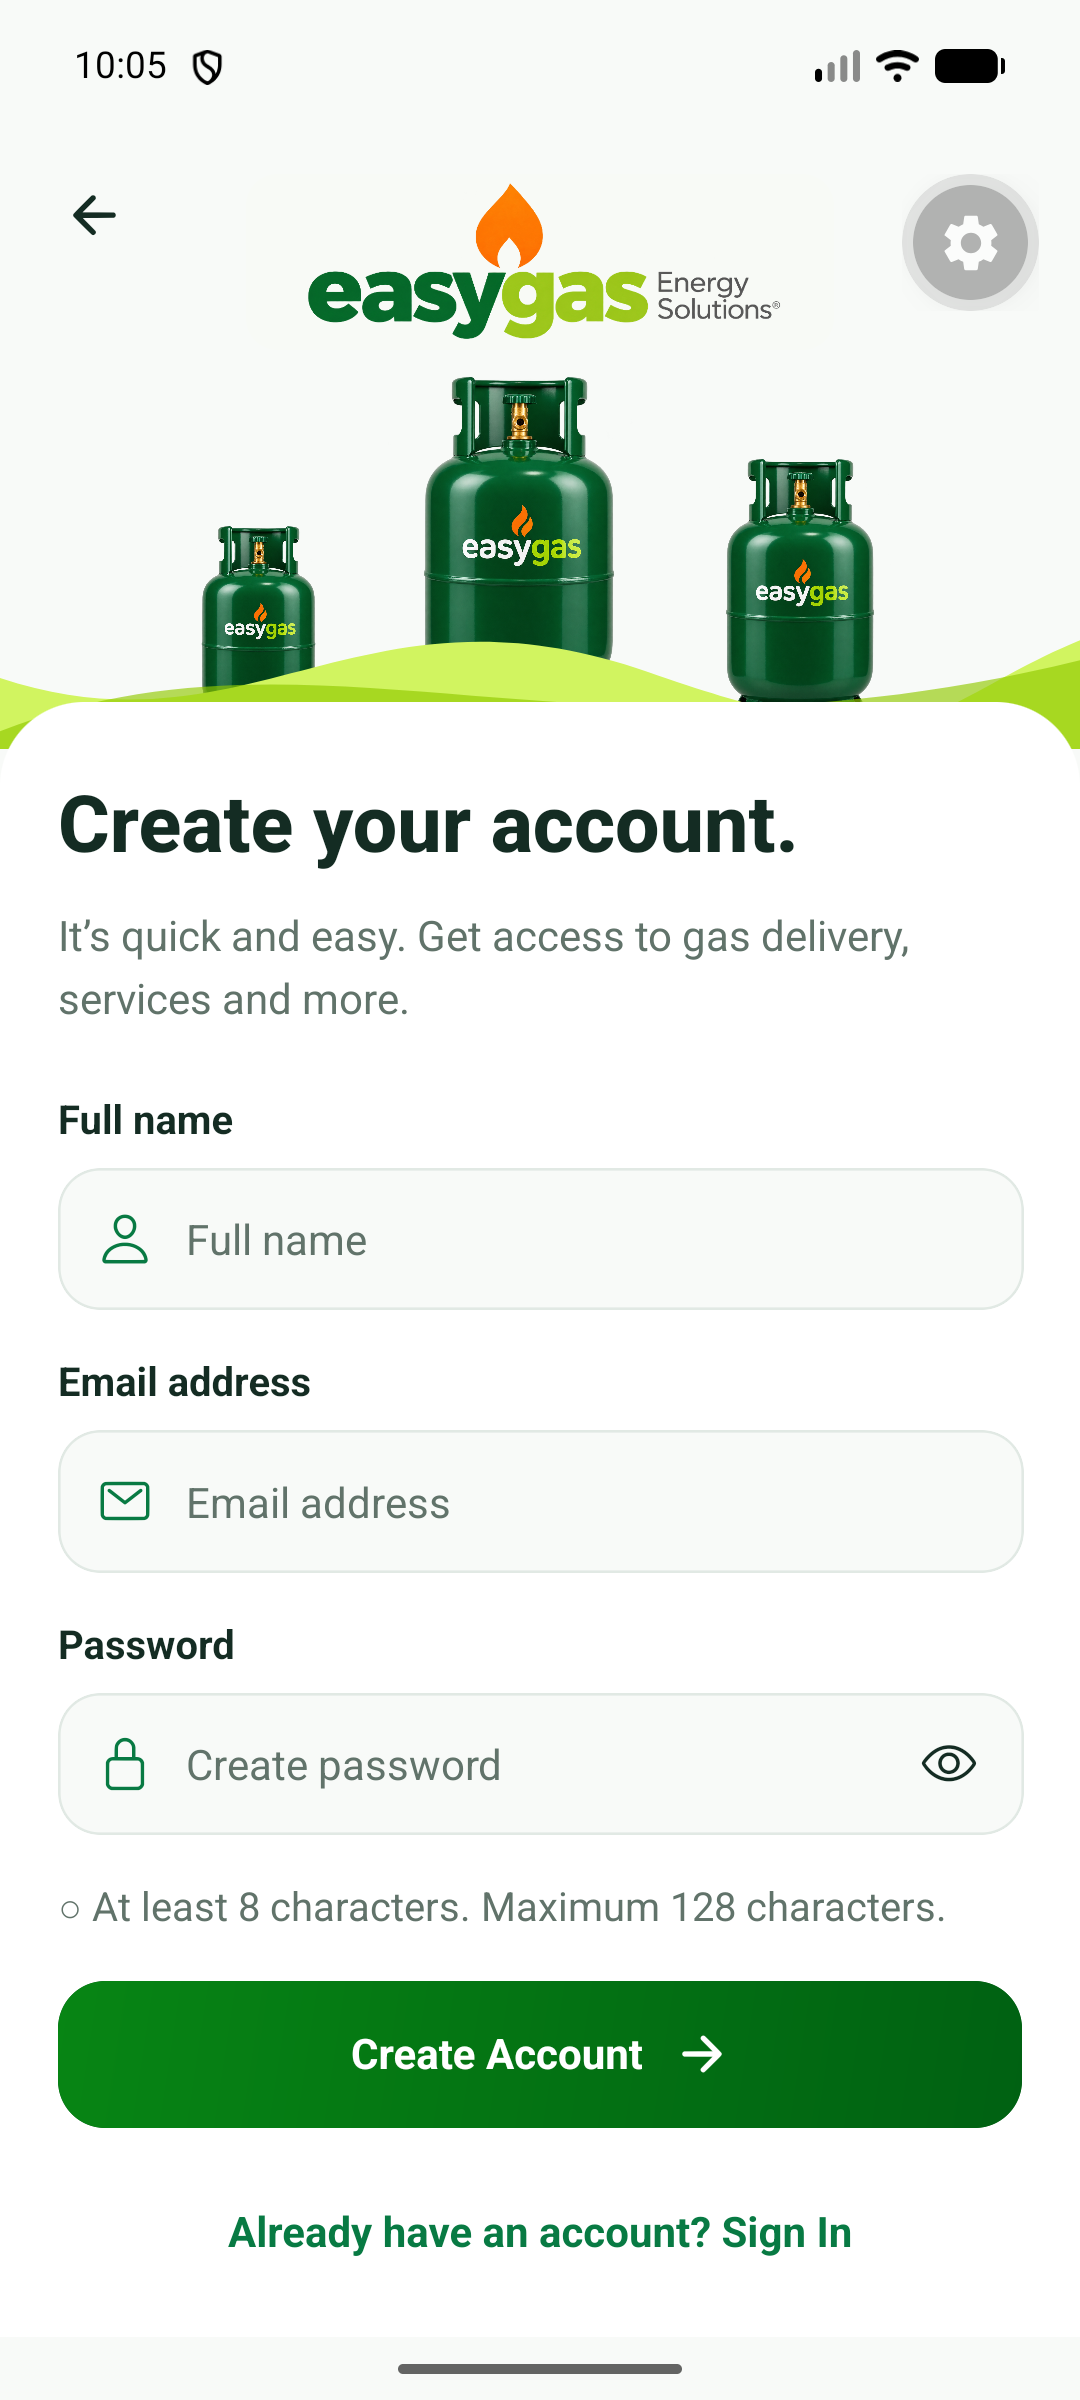 10:05
easygas Energy
Solutions®
easygas
easygas
easygas
Create your account.
It’s quick and easy. Get access to gas delivery,
services and more.
Full name
Full name
Email address
Email address
Password
Create password
○ At least 8 characters. Maximum 128 characters.
Create Account →
Already have an account? Sign In